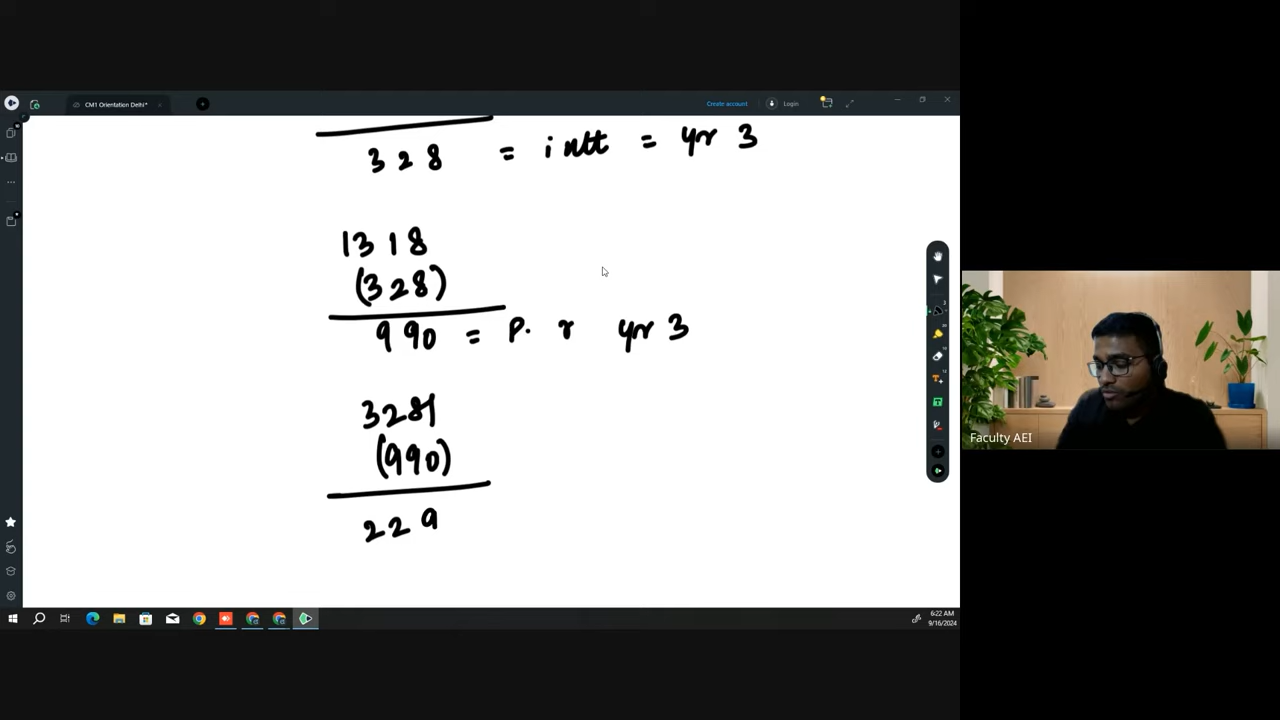 CM1 Orientation Delhi*
Create account
Login
328 = intt = yr 3
1318
(328)
990 = P. r yr 3
3281
(990)
229
Faculty AEI
6:22 AM
9/16/2024